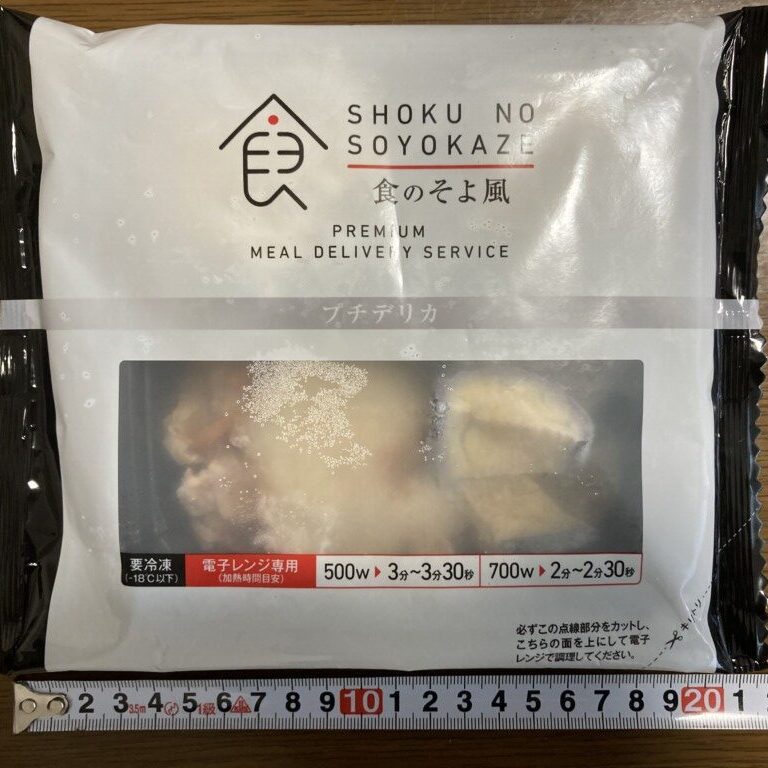 食
SHOKU NO
SOYOKAZE
食のそよ風
PREMIUM
MEAL DELIVERY SERVICE
プチデリカ
要冷凍
(-18℃以下)
電子レンジ専用
(加熱時間目安)
500W ▶ 3分~3分30秒
700W ▶ 2分~2分30秒
必ずこの点線部分をカットし、
こちらの面を上にして電子
レンジで調理してください。
2 3 3.5m 4 5 1級 6 7 8 9 10 1 2 3 4 5 6 7 8 9 20 1